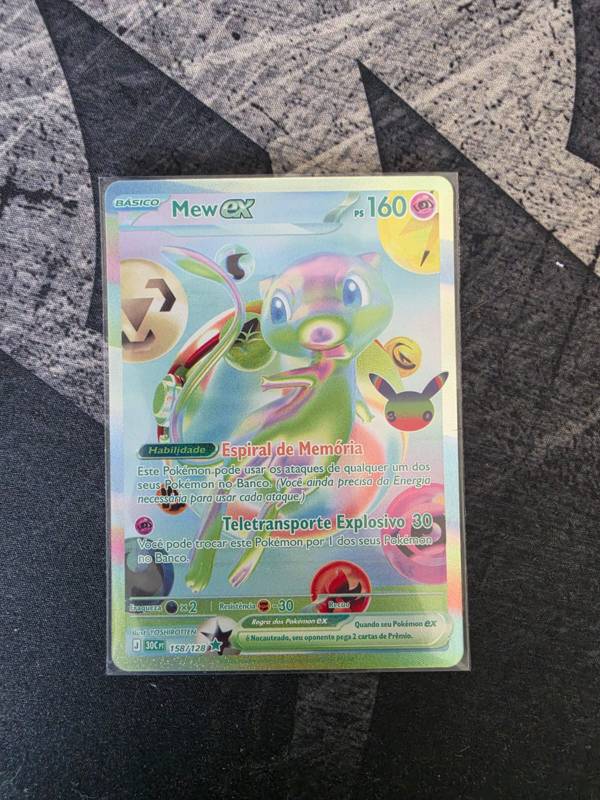 BÁSICO Mew ex PS 160
Habilidade Espiral de Memória
Este Pokémon pode usar os ataques de qualquer um dos
seus Pokémon no Banco. (Você ainda precisa da Energia
necessária para usar cada ataque.)
Teletransporte Explosivo 30
Você pode trocar este Pokémon por 1 dos seus Pokémon
no Banco.
Fraqueza ×2 Resistência -30 Recuo
Regra dos Pokémon ex Quando seu Pokémon ex
é Nocauteado, seu oponente pega 2 cartas de Prêmio.
Ilust. YOSHIROTTEN
J 30C PT 158/128